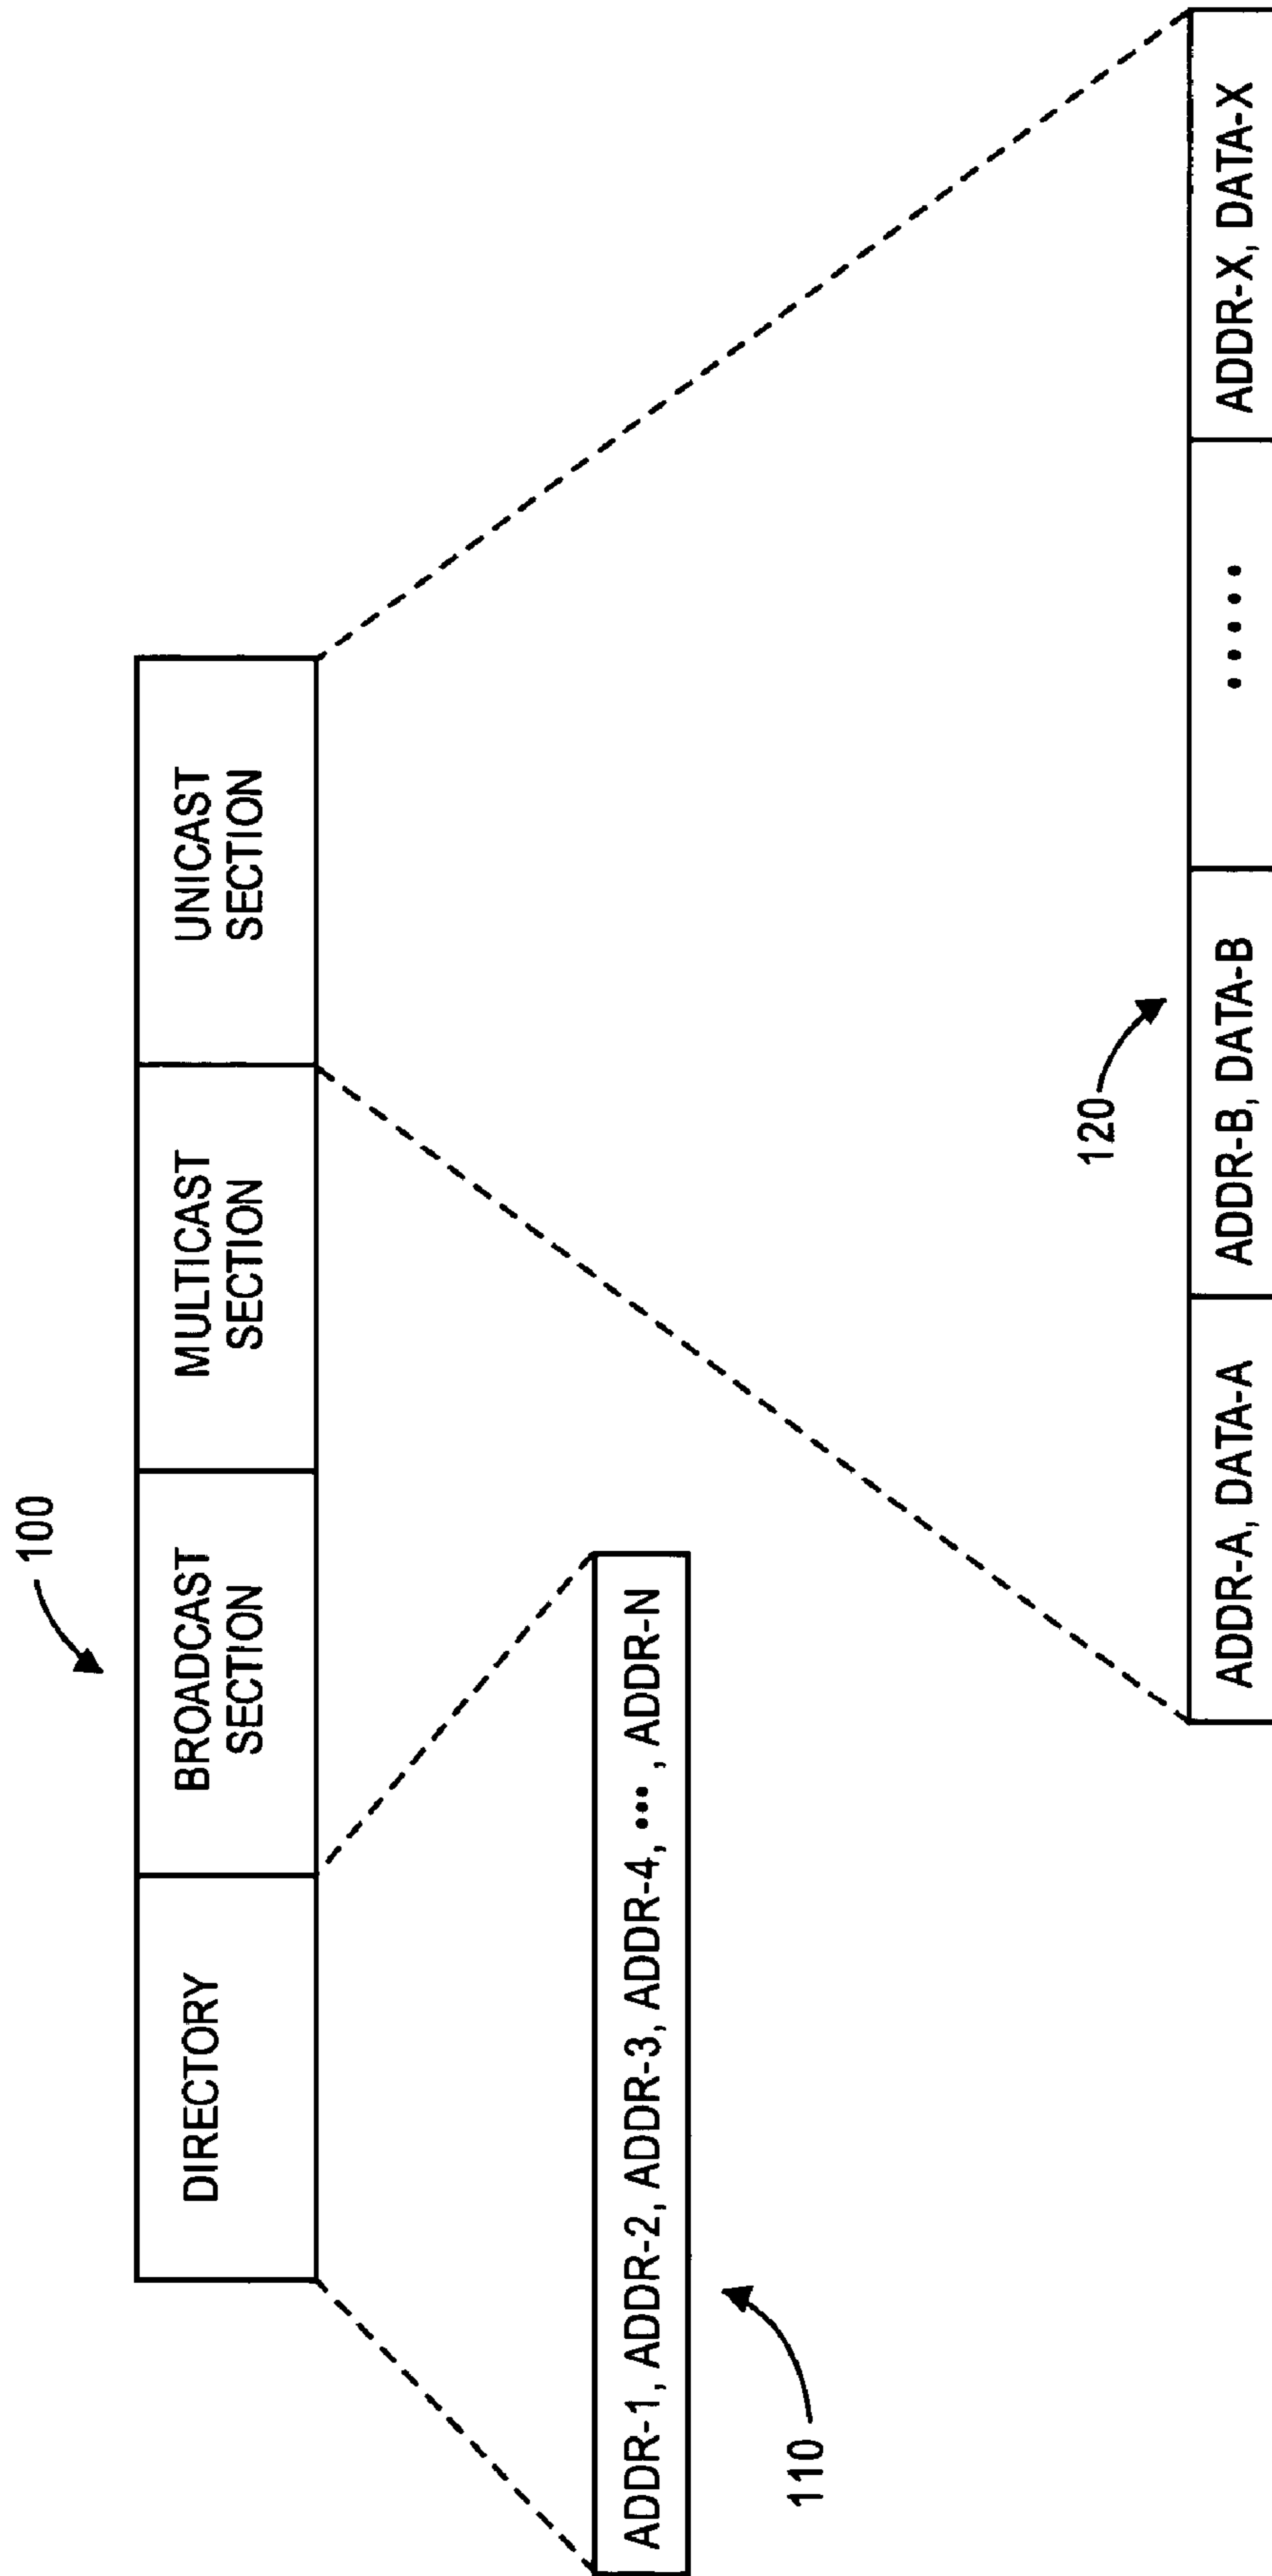 100
DIRECTORY
BROADCAST
SECTION
MULTICAST
SECTION
UNICAST
SECTION
ADDR-1, ADDR-2, ADDR-3, ADDR-4, •••, ADDR-N
110
120
ADDR-A, DATA-A
ADDR-B, DATA-B
•••••
ADDR-X, DATA-X